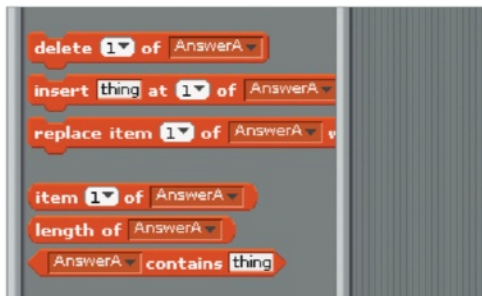 delete 1 of AnswerA
insert thing at 1 of AnswerA
replace item 1 of AnswerA
item 1 of AnswerA
length of AnswerA
AnswerA contains thing